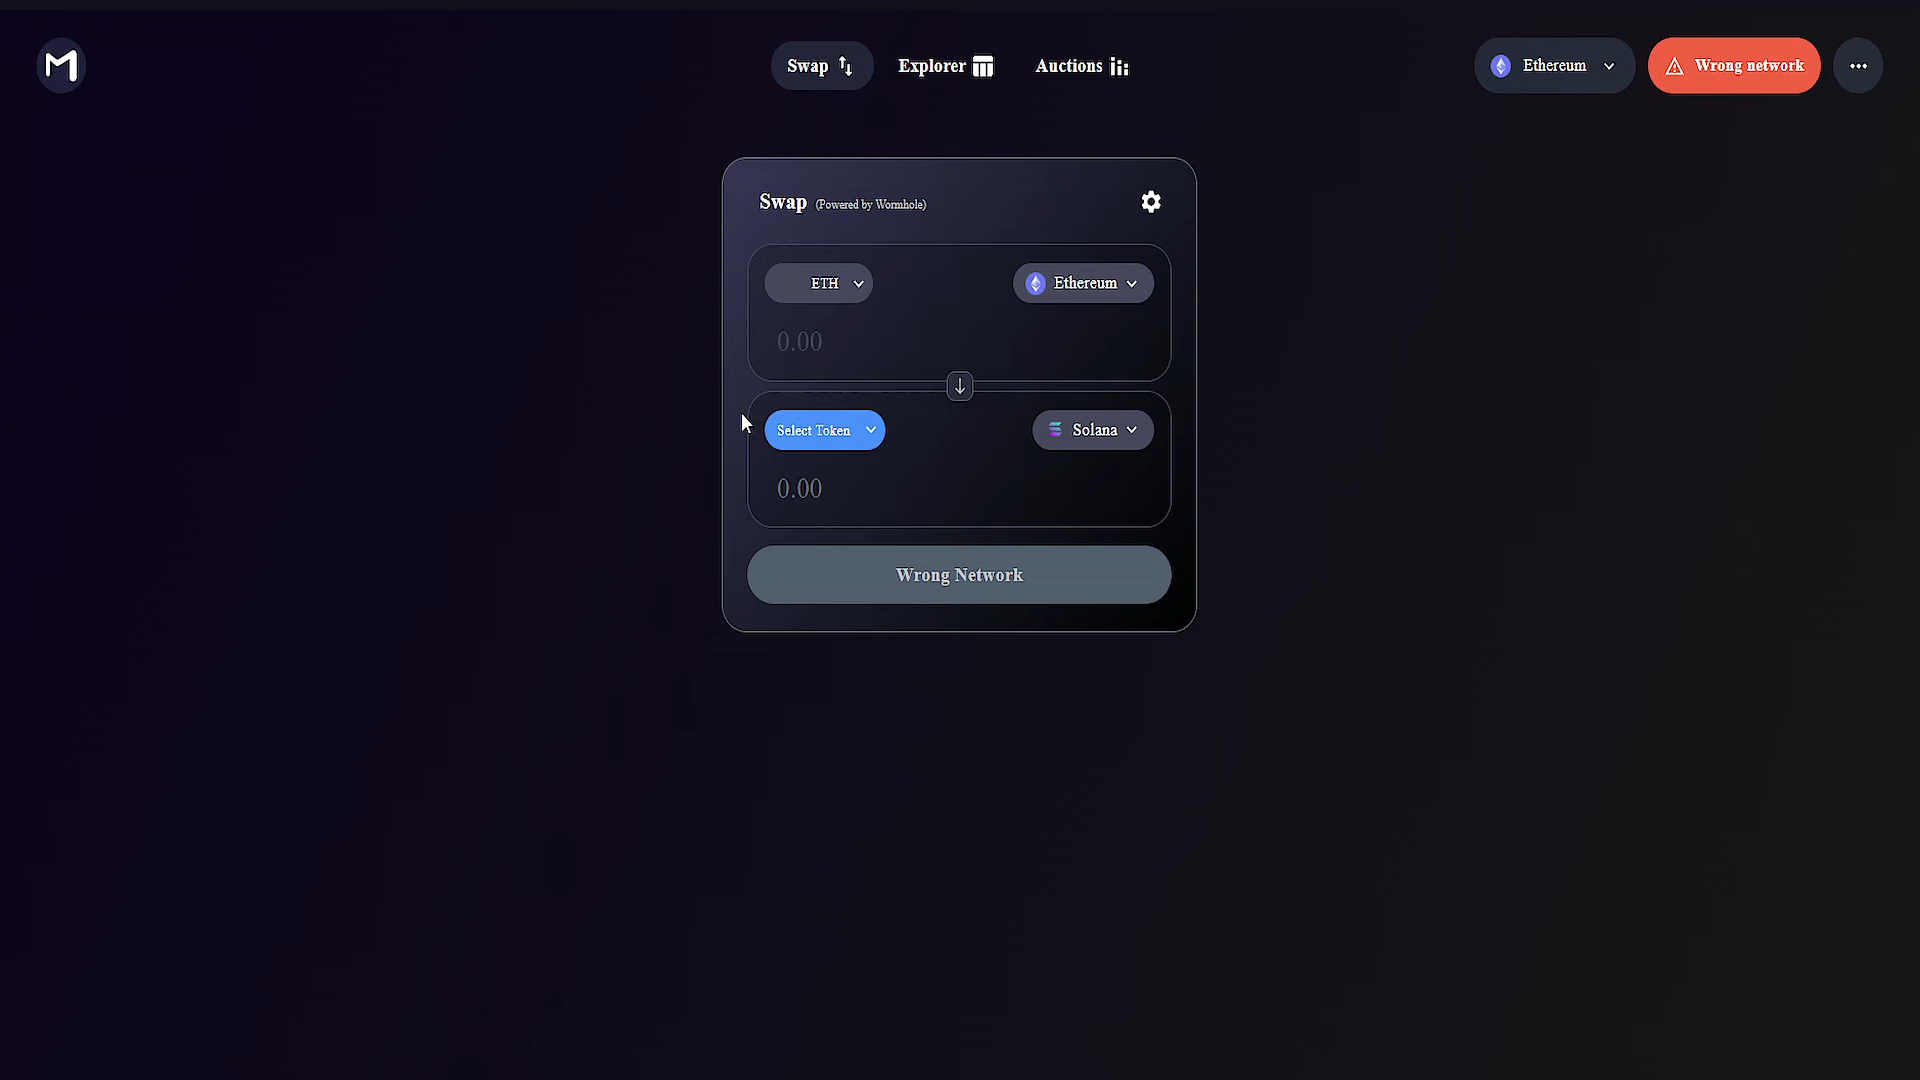 Swap
Explorer
Auctions
Ethereum
Wrong network
Swap (Powered by Wormhole)
ETH
Ethereum
0.00
Select Token
Solana
0.00
Wrong Network